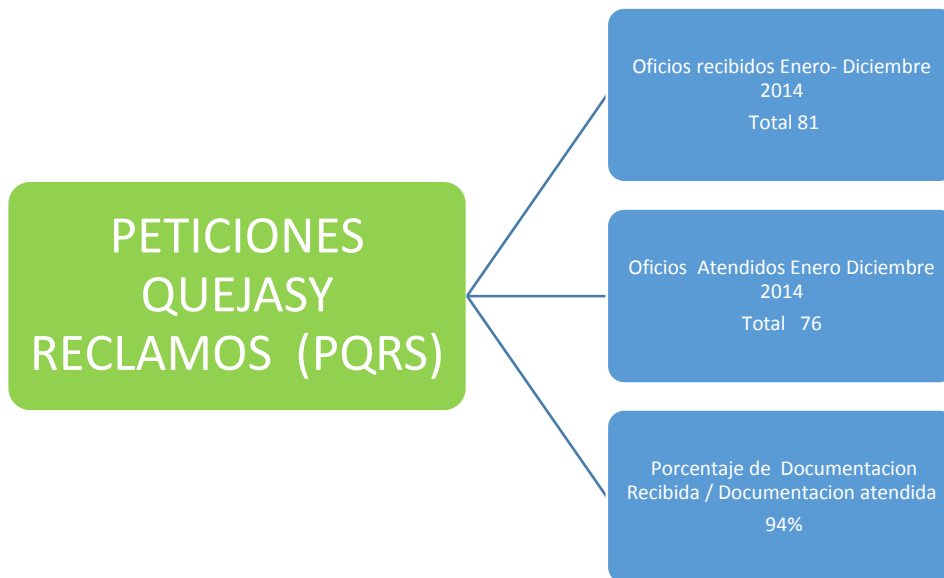 PETICIONES
QUEJASY
RECLAMOS (PQRS)
Oficios recibidos Enero- Diciembre
2014
Total 81
Oficios Atendidos Enero Diciembre
2014
Total 76
Porcentaje de Documentacion
Recibida / Documentacion atendida
94%